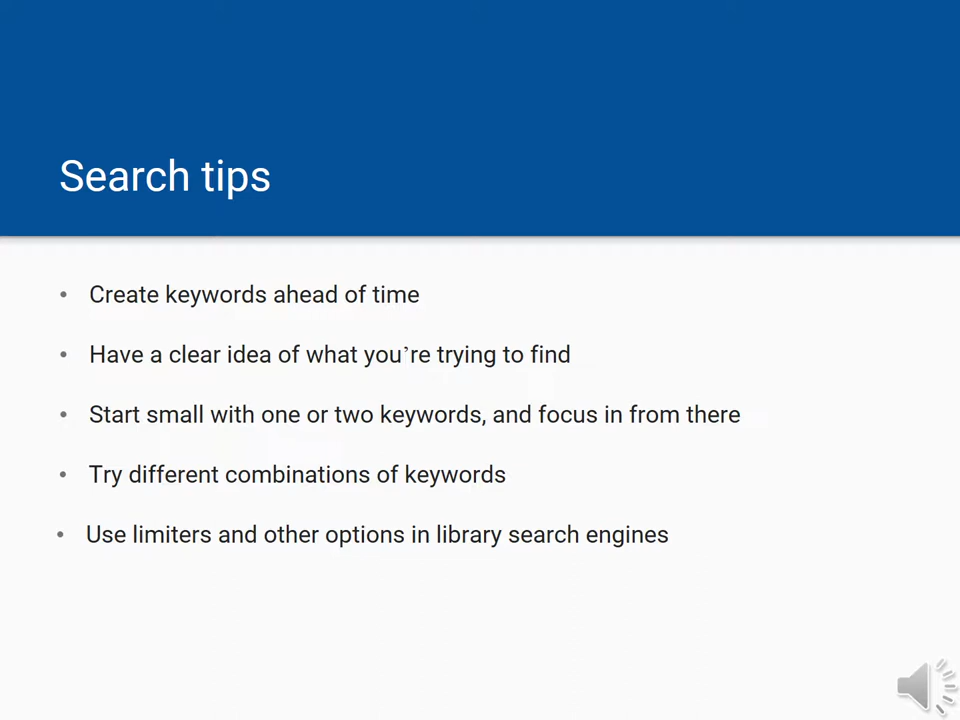 Search tips
• Create keywords ahead of time
• Have a clear idea of what you’re trying to find
• Start small with one or two keywords, and focus in from there
• Try different combinations of keywords
• Use limiters and other options in library search engines